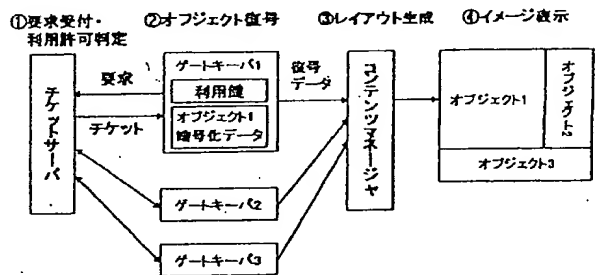 ①要求受付・
利用許可判定
②オブジェクト復号
③レイアウト生成
④イメージ表示
チケットサーバ
要求
チケット
ゲートキーパ1
利用鍵
オブジェクト1
暗号化データ
復号
データ
コンテンツマネージャ
オブジェクト1
オブジェクト2
オブジェクト3
ゲートキーパ2
ゲートキーパ3